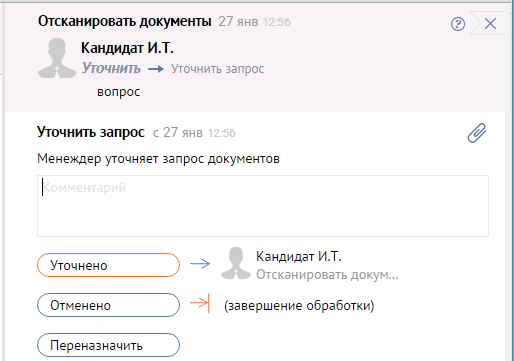 Отсканировать документы 27 янв 12:56
Кандидат И.Т.
Уточнить → Уточнить запрос
вопрос
Уточнить запрос с 27 янв 12:56
Менеждер уточняет запрос документов
Комментарий
Уточнено → Кандидат И.Т.
Отсканировать докум...
Отменено (завершение обработки)
Переназначить